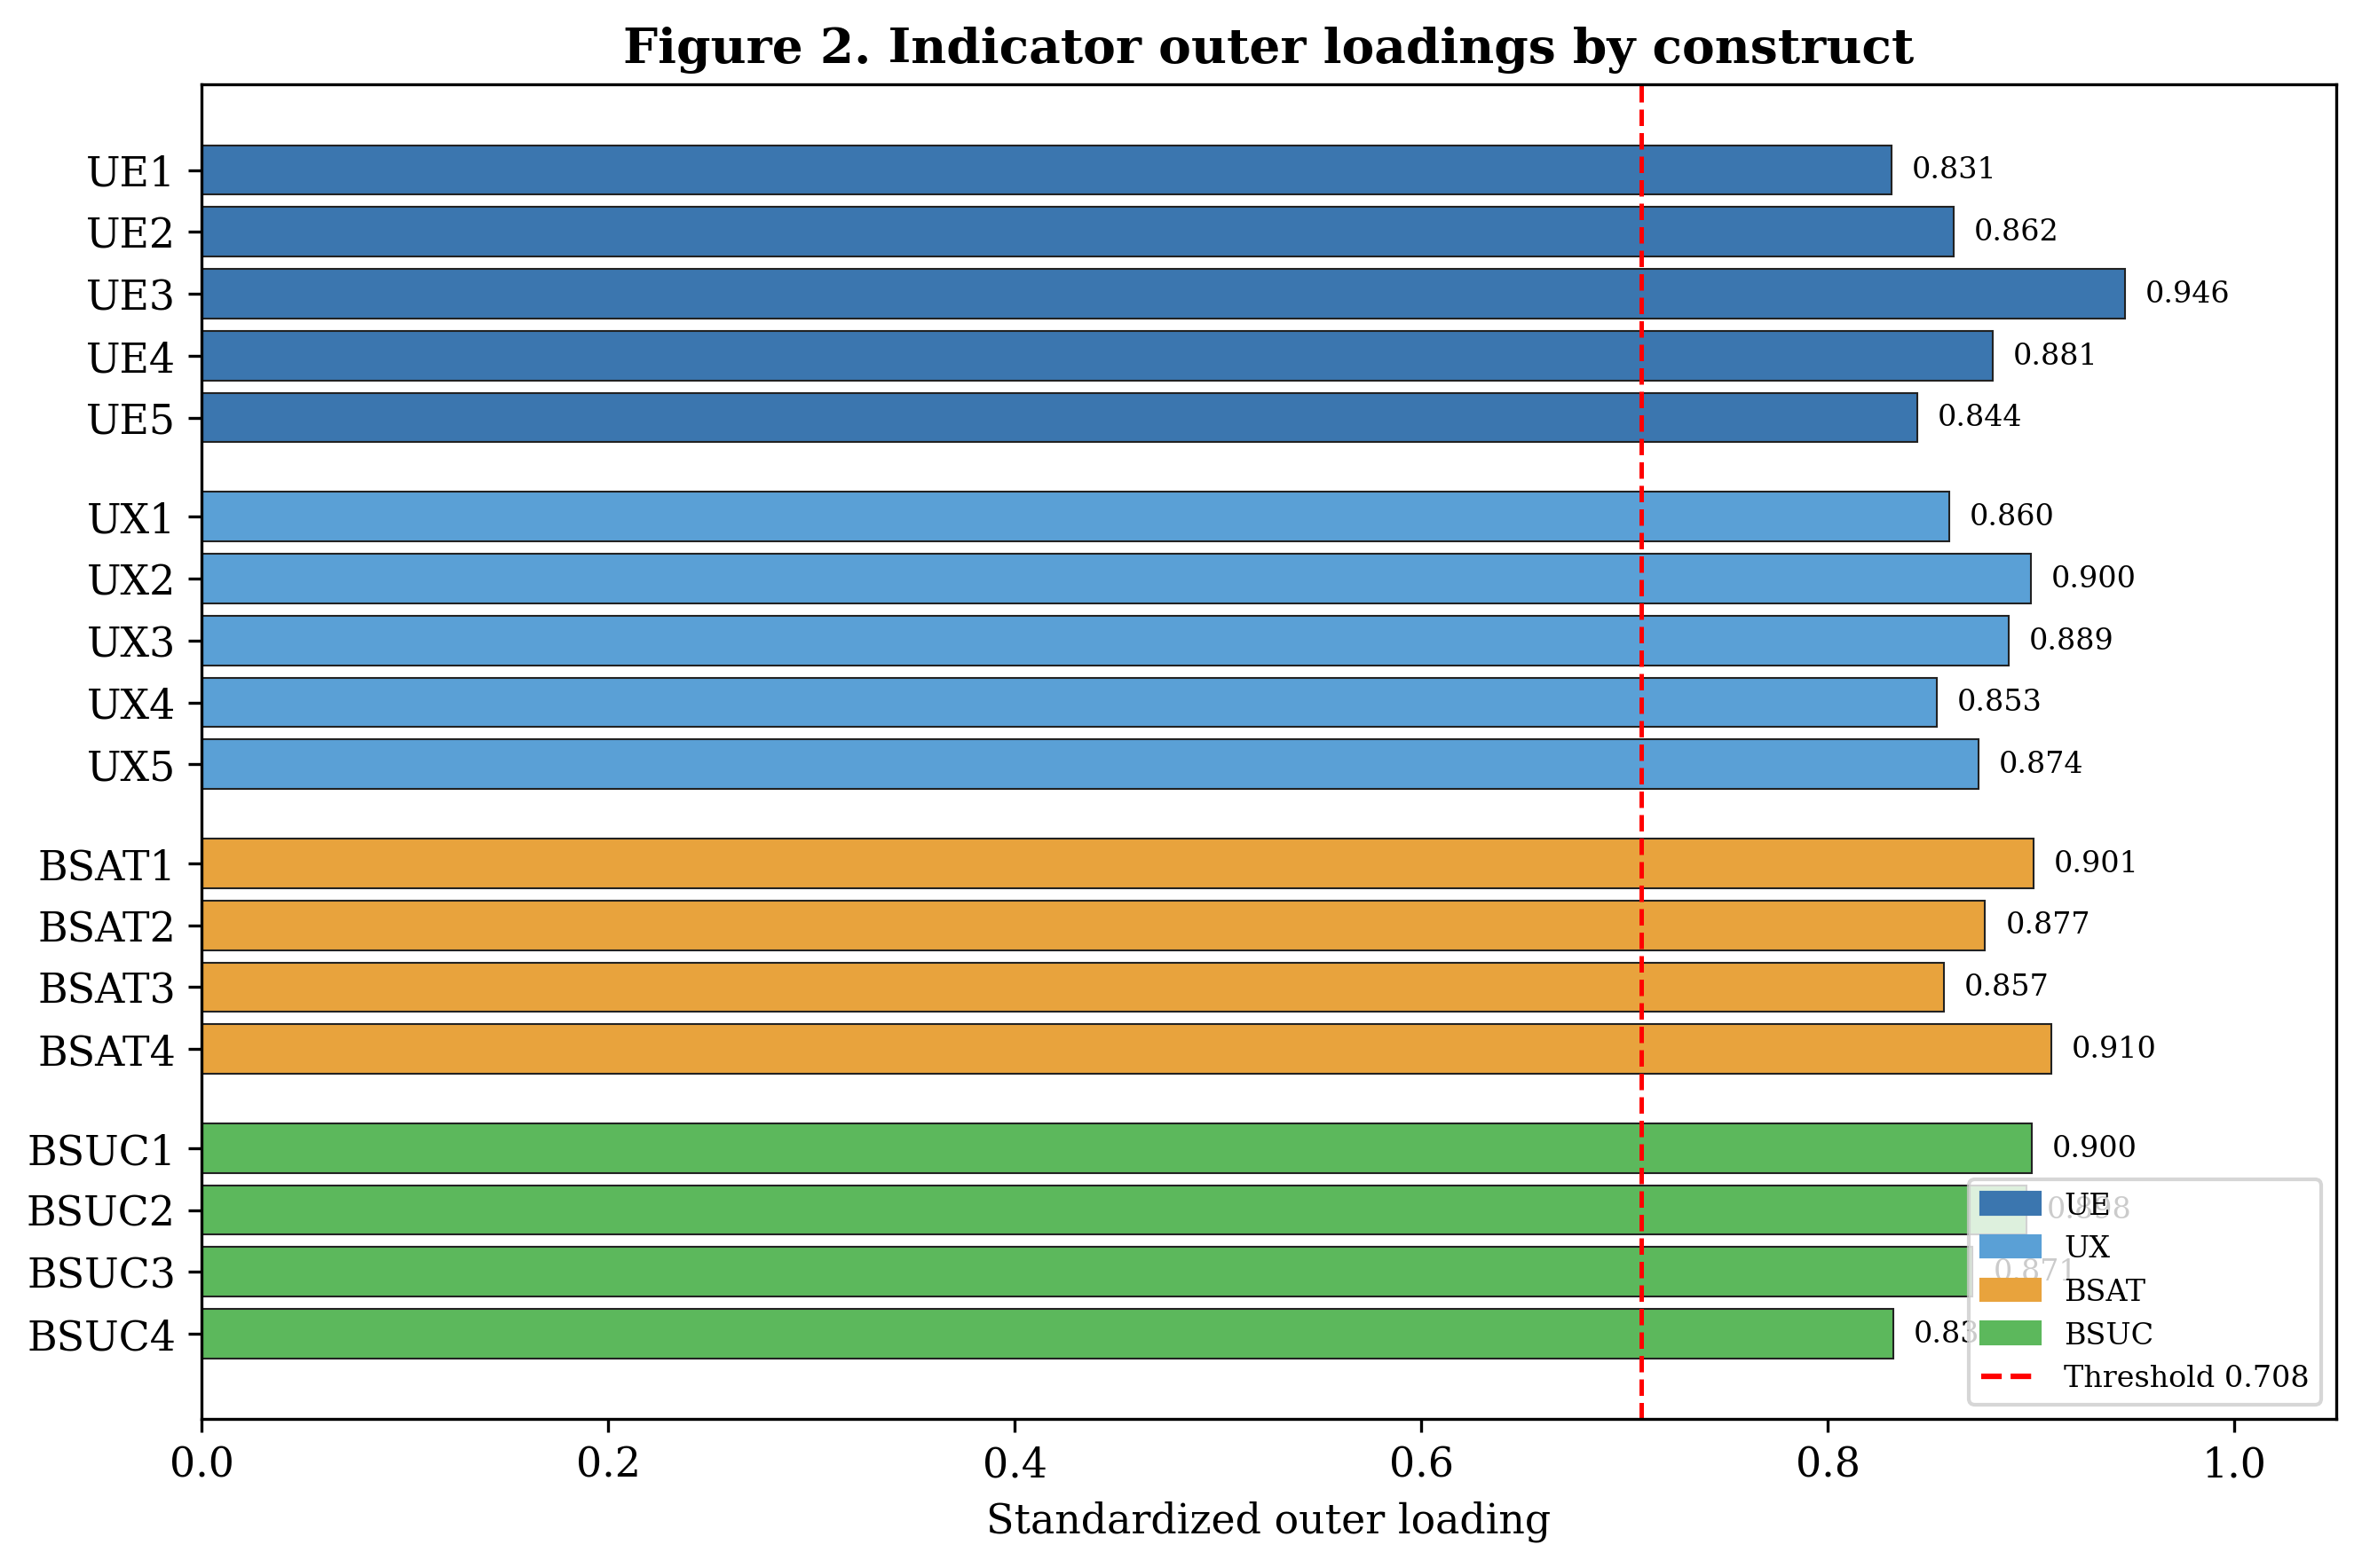 Figure 2. Indicator outer loadings by construct
UE1 0.831
UE2 0.862
UE3 0.946
UE4 0.881
UE5 0.844
UX1 0.860
UX2 0.900
UX3 0.889
UX4 0.853
UX5 0.874
BSAT1 0.901
BSAT2 0.877
BSAT3 0.857
BSAT4 0.910
BSUC1 0.900
BSUC2 0.898
BSUC3 0.871
BSUC4
UE
UX
BSAT
BSUC
Threshold 0.708
0.0 0.2 0.4 0.6 0.8 1.0
Standardized outer loading